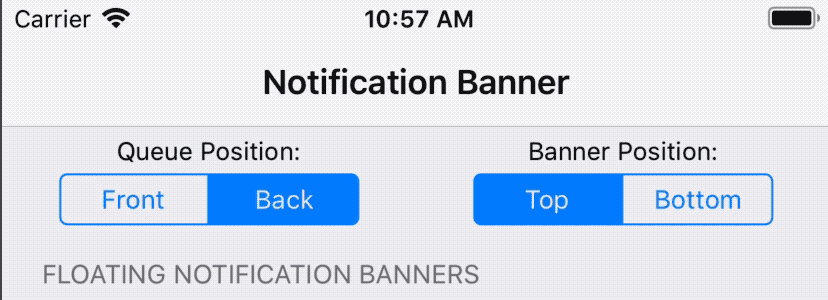 Carrier 10:57 AM
Notification Banner
Queue Position: Banner Position:
Front Back Top Bottom
FLOATING NOTIFICATION BANNERS